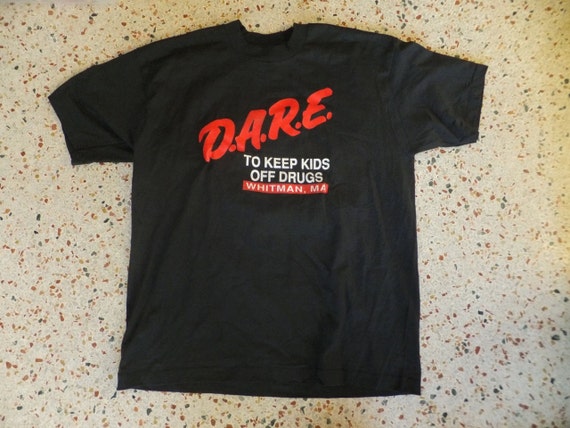 D.A.R.E.
TO KEEP KIDS
OFF DRUGS
WHITMAN, MA